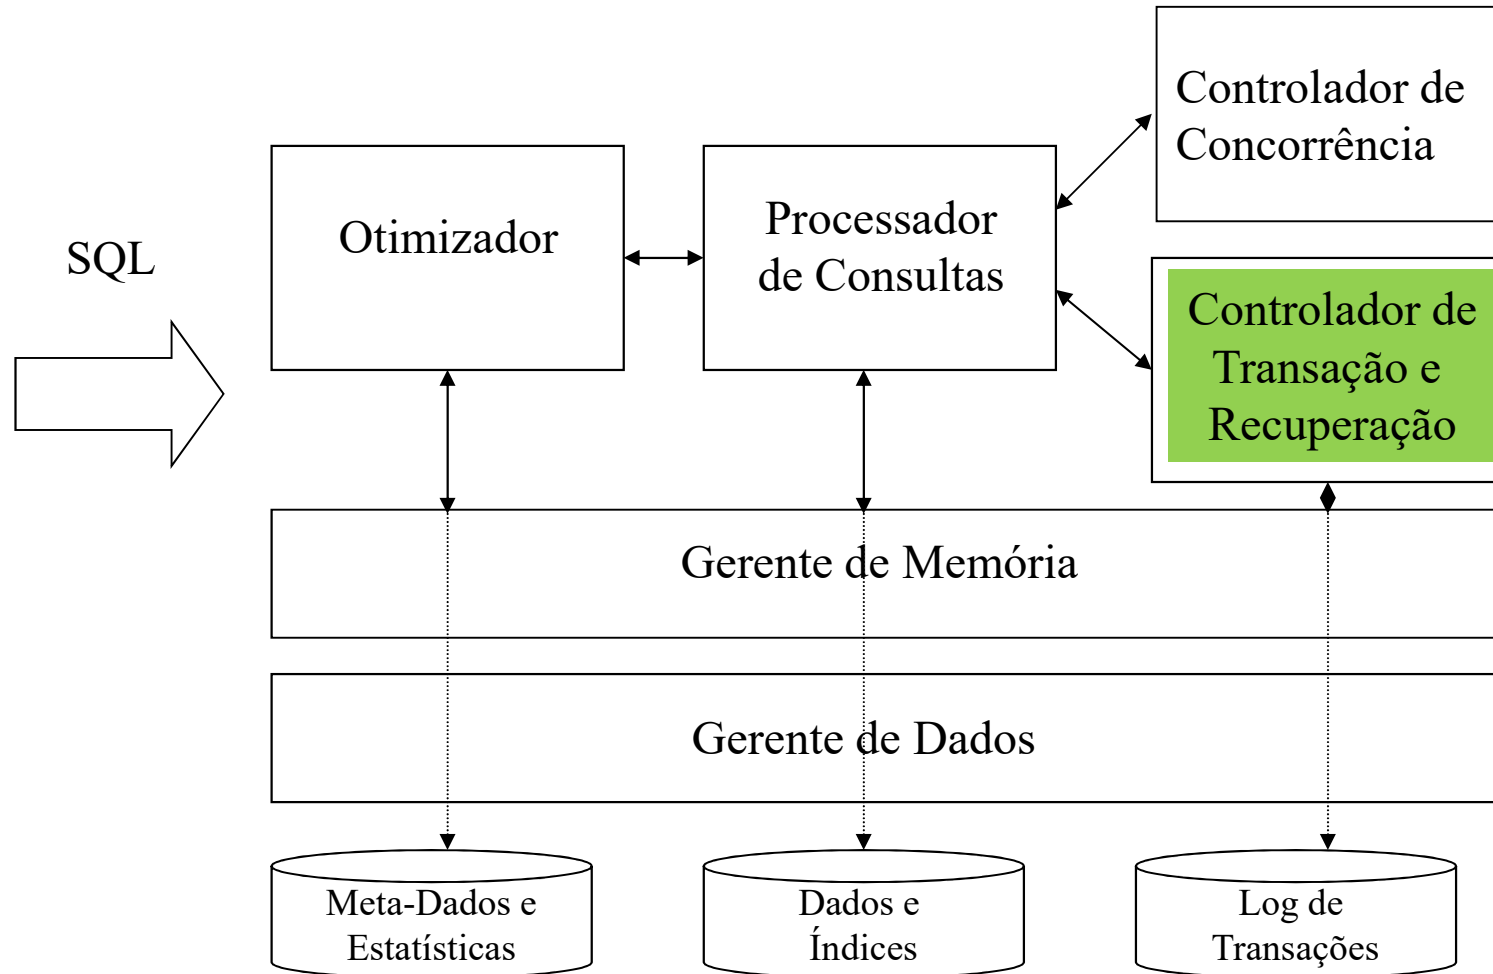 SQL
Otimizador
Processador
de Consultas
Controlador de
Concorrência
Controlador de
Transação e
Recuperação
Gerente de Memória
Gerente de Dados
Meta-Dados e
Estatísticas
Dados e
Índices
Log de
Transações